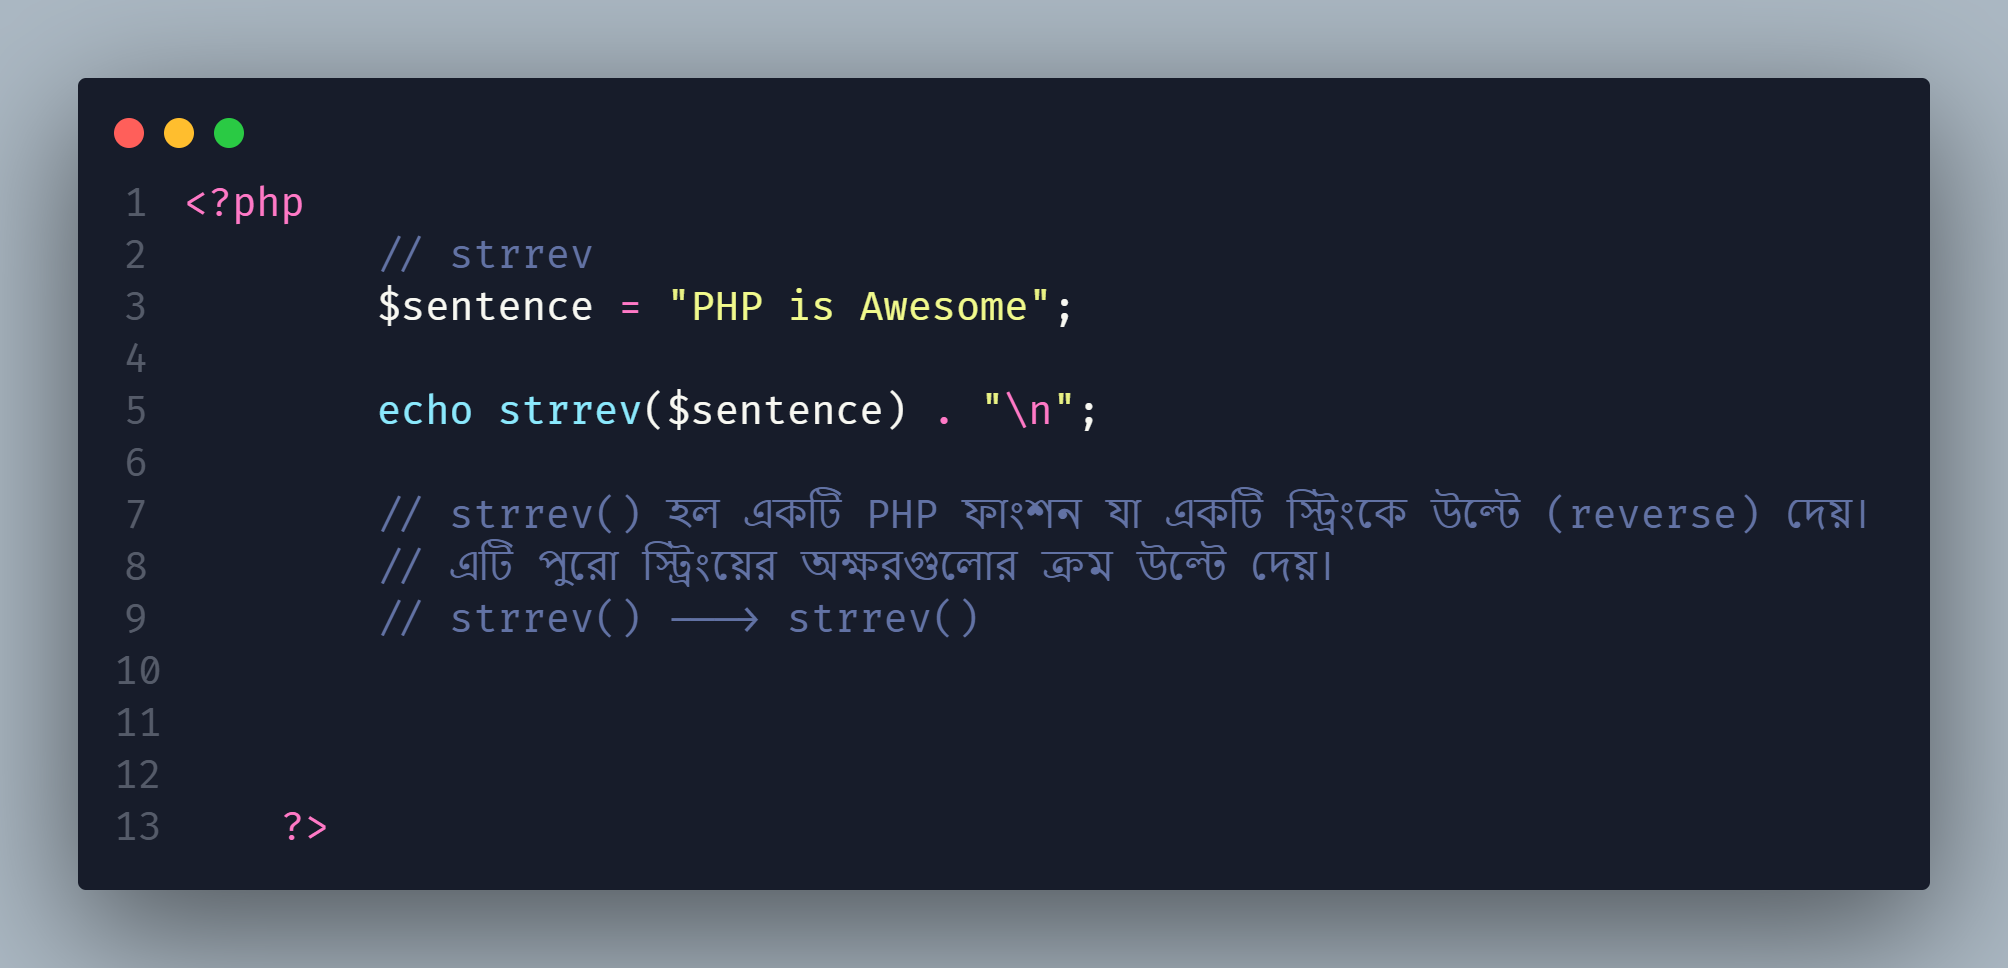 1 <?php
2 // strrev
3 $sentence = "PHP is Awesome";
4
5 echo strrev($sentence) . "\n";
6
7 // strrev() হল একটি PHP ফাংশন যা একটি স্ট্রিংকে উল্টে (reverse) দেয়।
8 // এটি পুরো স্ট্রিংয়ের অক্ষরগুলোর ক্রম উল্টে দেয়।
9 // strrev() ---> strrev()
10
11
12
13 ?>